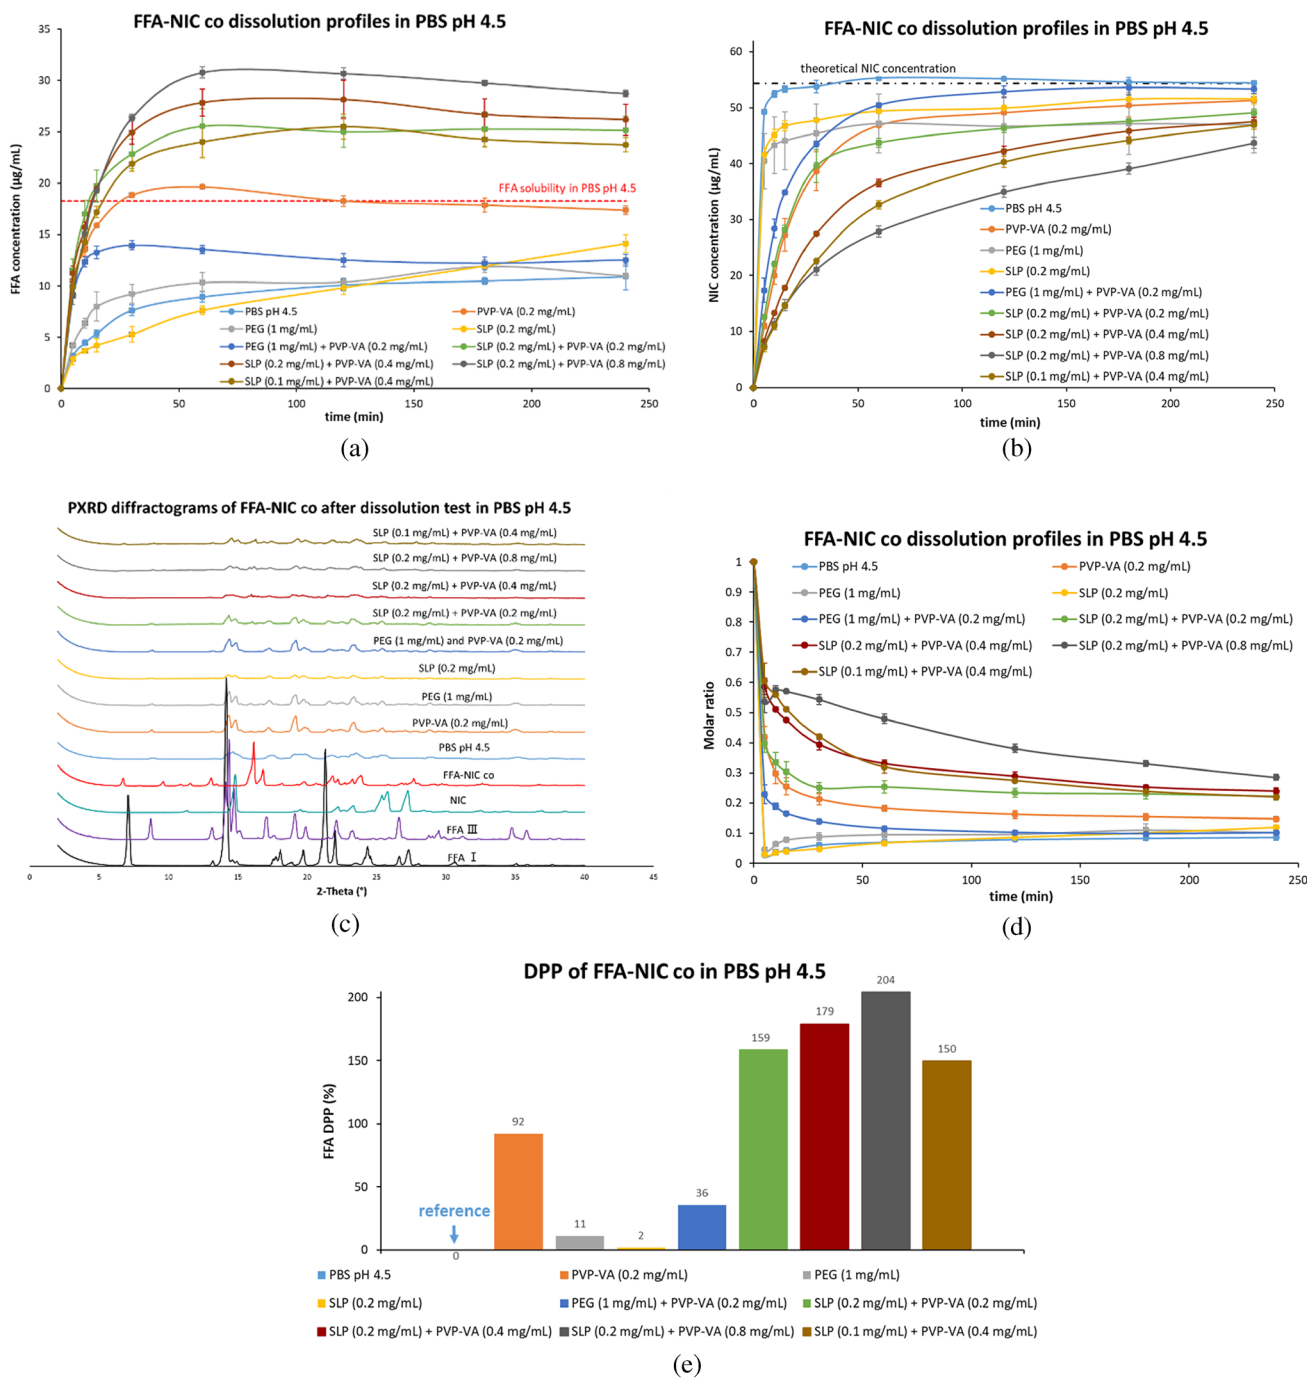 FFA-NIC co dissolution profiles in PBS pH 4.5
35
30
25
20
15
10
5
0
FFA concentration (µg/mL)
FFA solubility in PBS pH 4.5
PBS pH 4.5
PVP-VA (0.2 mg/mL)
PEG (1 mg/mL)
SLP (0.2 mg/mL)
PEG (1 mg/mL) + PVP-VA (0.2 mg/mL)
SLP (0.2 mg/mL) + PVP-VA (0.2 mg/mL)
SLP (0.2 mg/mL) + PVP-VA (0.4 mg/mL)
SLP (0.2 mg/mL) + PVP-VA (0.8 mg/mL)
SLP (0.1 mg/mL) + PVP-VA (0.4 mg/mL)
0 50 100 150 200 250
time (min)
(a)
FFA-NIC co dissolution profiles in PBS pH 4.5
60
50
40
30
20
10
0
NIC concentration (µg/mL)
theoretical NIC concentration
PBS pH 4.5
PVP-VA (0.2 mg/mL)
PEG (1 mg/mL)
SLP (0.2 mg/mL)
PEG (1 mg/mL) + PVP-VA (0.2 mg/mL)
SLP (0.2 mg/mL) + PVP-VA (0.2 mg/mL)
SLP (0.2 mg/mL) + PVP-VA (0.4 mg/mL)
SLP (0.2 mg/mL) + PVP-VA (0.8 mg/mL)
SLP (0.1 mg/mL) + PVP-VA (0.4 mg/mL)
0 50 100 150 200 250
time (min)
(b)
PXRD diffractograms of FFA-NIC co after dissolution test in PBS pH 4.5
SLP (0.1 mg/mL) + PVP-VA (0.4 mg/mL)
SLP (0.2 mg/mL) + PVP-VA (0.8 mg/mL)
SLP (0.2 mg/mL) + PVP-VA (0.4 mg/mL)
SLP (0.2 mg/mL) + PVP-VA (0.2 mg/mL)
PEG (1 mg/mL) and PVP-VA (0.2 mg/mL)
SLP (0.2 mg/mL)
PEG (1 mg/mL)
PVP-VA (0.2 mg/mL)
PBS pH 4.5
FFA-NIC co
NIC
FFA III
FFA I
0 5 10 15 20 25 30 35 40 45
2-Theta (°)
(c)
FFA-NIC co dissolution profiles in PBS pH 4.5
1
0.9
0.8
0.7
0.6
0.5
0.4
0.3
0.2
0.1
0
Molar ratio
PBS pH 4.5
PVP-VA (0.2 mg/mL)
PEG (1 mg/mL)
SLP (0.2 mg/mL)
PEG (1 mg/mL) + PVP-VA (0.2 mg/mL)
SLP (0.2 mg/mL) + PVP-VA (0.2 mg/mL)
SLP (0.2 mg/mL) + PVP-VA (0.4 mg/mL)
SLP (0.2 mg/mL) + PVP-VA (0.8 mg/mL)
SLP (0.1 mg/mL) + PVP-VA (0.4 mg/mL)
0 50 100 150 200 250
time (min)
(d)
DPP of FFA-NIC co in PBS pH 4.5
200
150
100
50
0
FFA DPP (%)
reference
0
92
11
2
36
159
179
204
150
PBS pH 4.5
PVP-VA (0.2 mg/mL)
PEG (1 mg/mL)
SLP (0.2 mg/mL)
PEG (1 mg/mL) + PVP-VA (0.2 mg/mL)
SLP (0.2 mg/mL) + PVP-VA (0.2 mg/mL)
SLP (0.2 mg/mL) + PVP-VA (0.4 mg/mL)
SLP (0.2 mg/mL) + PVP-VA (0.8 mg/mL)
SLP (0.1 mg/mL) + PVP-VA (0.4 mg/mL)
(e)